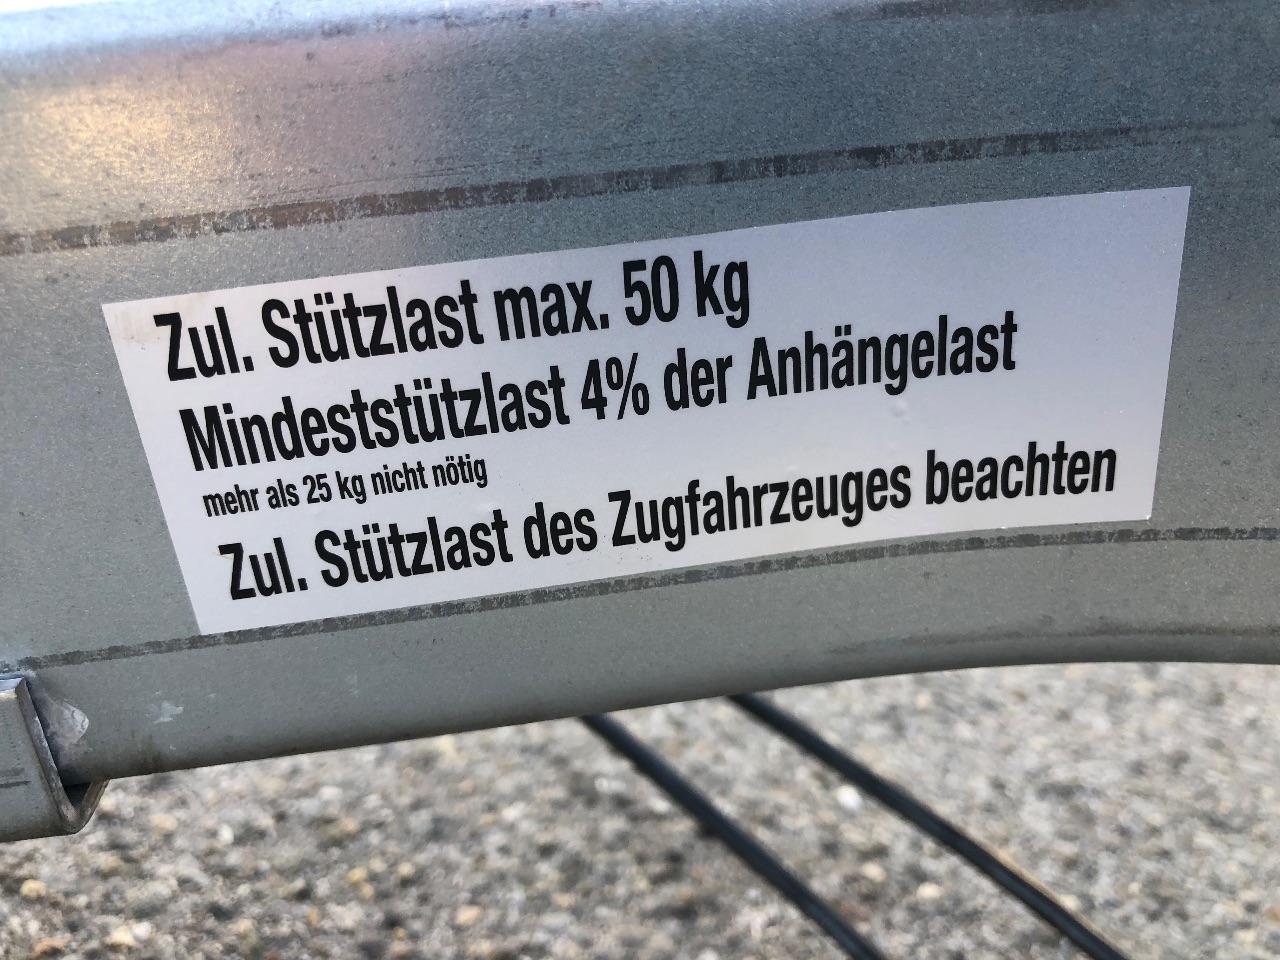 Zul. Stützlast max. 50 kg
Mindeststützlast 4% der Anhängelast
mehr als 25 kg nicht nötig
Zul. Stützlast des Zugfahrzeuges beachten